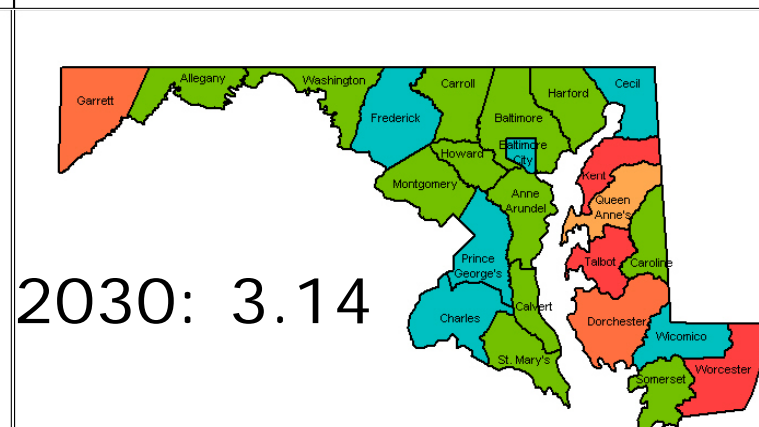 Garrett
Allegany
Washington
Frederick
Carroll
Baltimore
Harford
Cecil
Baltimore
City
Howard
Montgomery
Anne
Arundel
Kent
Queen
Anne's
Talbot
Caroline
Prince
George's
2030: 3.14
Charles
Calvert
St. Mary's
Dorchester
Wicomico
Somerset
Worcester